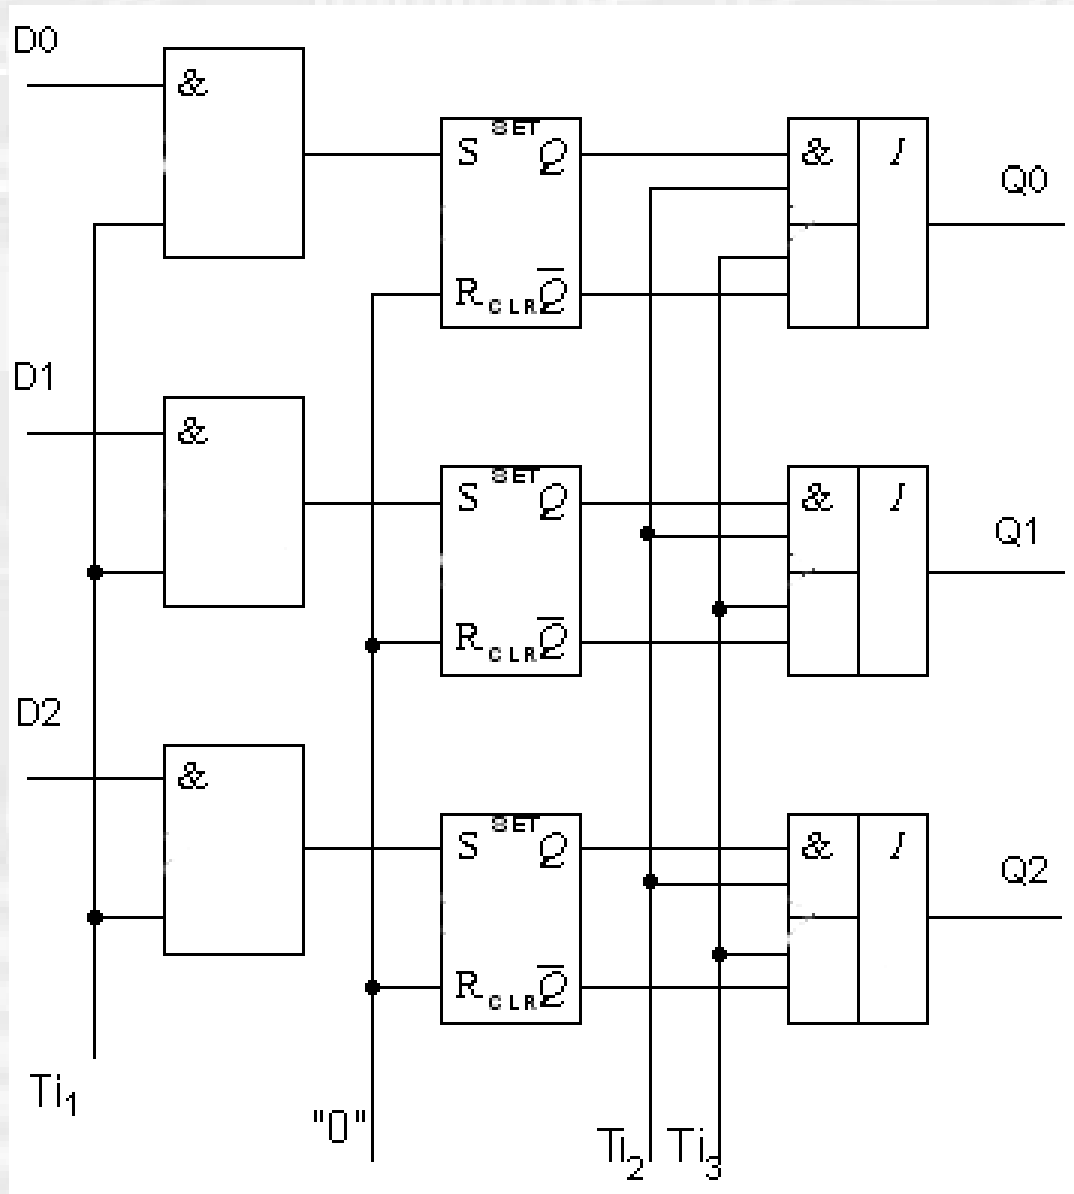 D0
&
SET
S Q
& 1
Q0
R CLR Q̅
D1
&
SET
S Q
& 1
Q1
R CLR Q̅
D2
&
SET
S Q
& 1
Q2
R CLR Q̅
Ti₁
"0"
Ti₂ Ti₃